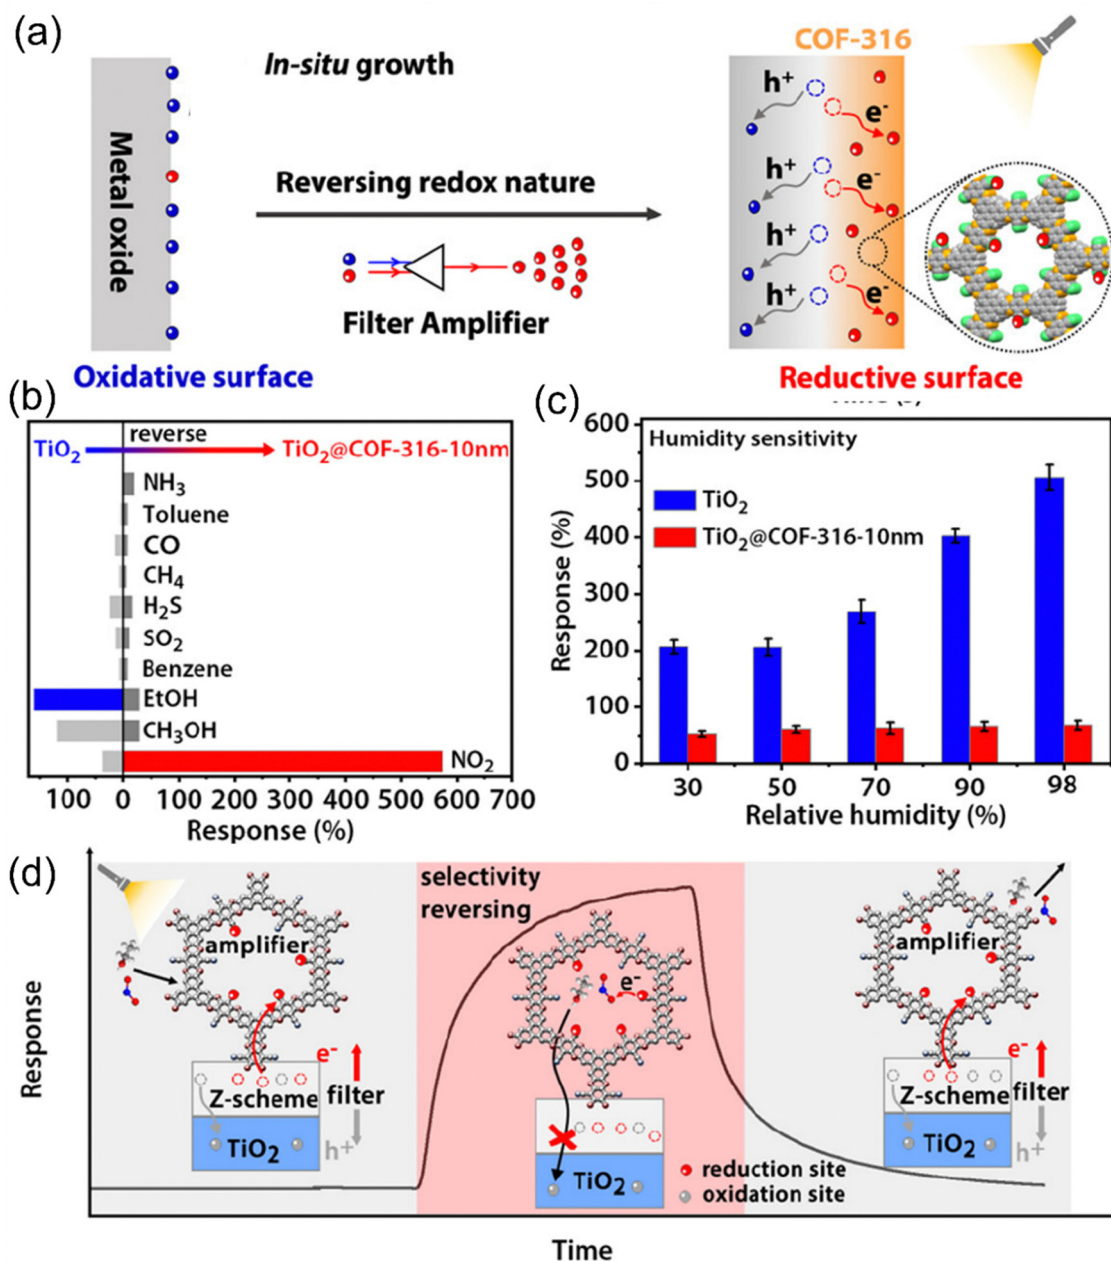 (a)
COF-316
In-situ growth
Metal oxide
h+
e-
h+
e-
h+
h+
e-
Reversing redox nature
Filter Amplifier
Oxidative surface
Reductive surface
(b)
reverse
TiO2
TiO2@COF-316-10nm
NH3
Toluene
CO
CH4
H2S
SO2
Benzene
EtOH
CH3OH
NO2
100 0 100 200 300 400 500 600 700
Response (%)
(c)
Humidity sensitivity
TiO2
TiO2@COF-316-10nm
600
500
400
300
200
100
0
Response (%)
30 50 70 90 98
Relative humidity (%)
(d)
selectivity
reversing
amplifier
e-
Z-scheme
filter
TiO2
h+
e-
TiO2
reduction site
oxidation site
amplifier
e-
Z-scheme
filter
TiO2
h+
Response
Time